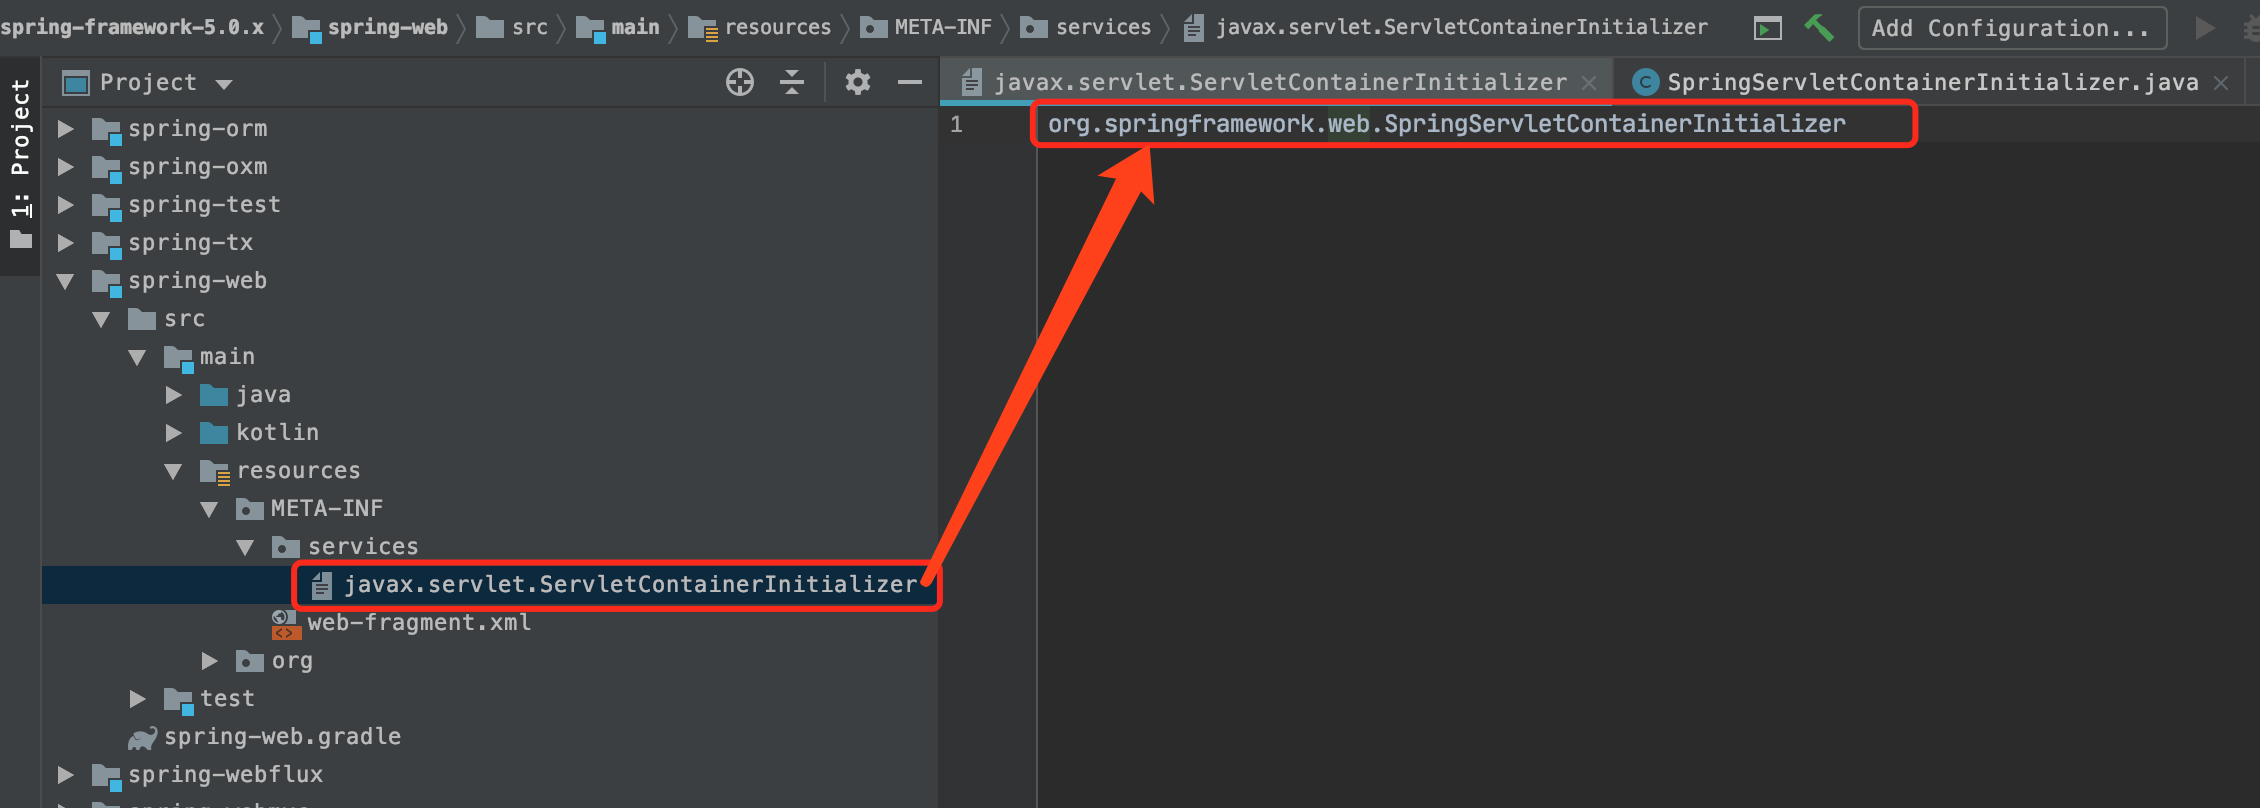 spring-framework-5.0.x spring-web src main resources META-INF services javax.servlet.ServletContainerInitializer Add Configuration...
1: Project
Project
spring-orm
spring-oxm
spring-test
spring-tx
spring-web
src
main
java
kotlin
resources
META-INF
services
javax.servlet.ServletContainerInitializer
web-fragment.xml
org
test
spring-web.gradle
spring-webflux
javax.servlet.ServletContainerInitializer
SpringServletContainerInitializer.java
1 org.springframework.web.SpringServletContainerInitializer